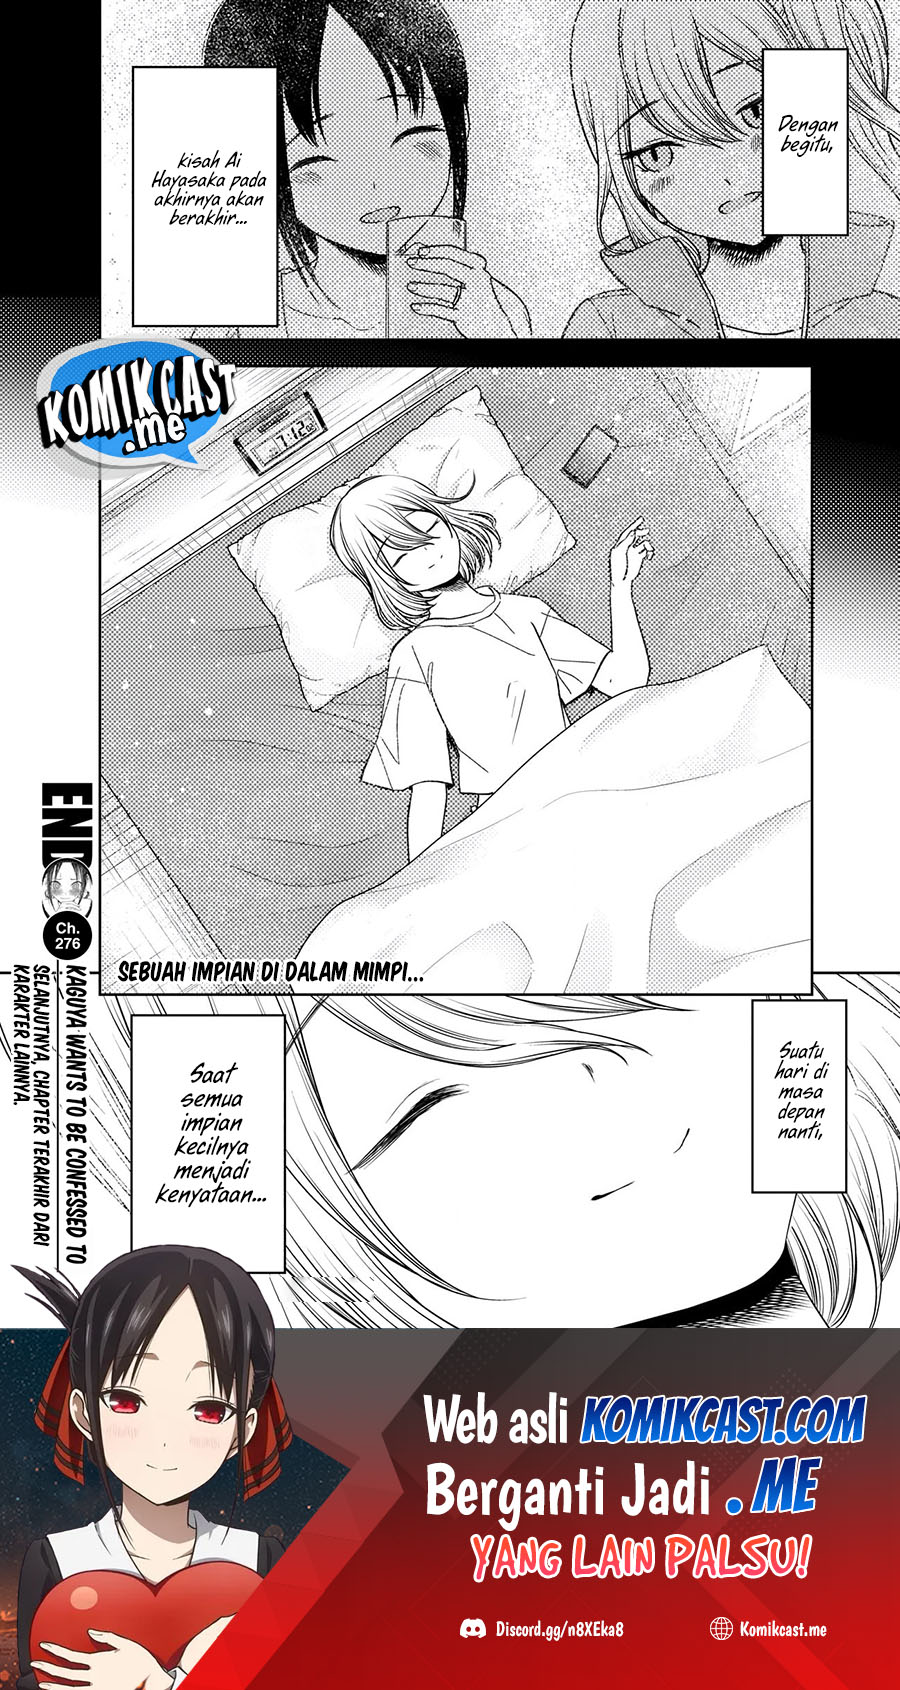 Dengan
begitu,
kisah Ai
Hayasaka pada
akhirnya akan
berakhir...
KOMIKCAST
.me
7:12
SEBUAH IMPIAN DI DALAM MIMPI...
END
Ch.
276
KAGUYA WANTS TO BE CONFESSED TO
SELANJUTNYA, CHAPTER TERAKHIR DARI
KARAKTER LAINNYA.
Suatu
hari di
masa
depan
nanti,
Saat
semua
impian
kecilnya
menjadi
kenyataan...
Web asli KOMIKCAST.COM
Berganti Jadi .ME
YANG LAIN PALSU!
Discord.gg/n8XEka8
Komikcast.me